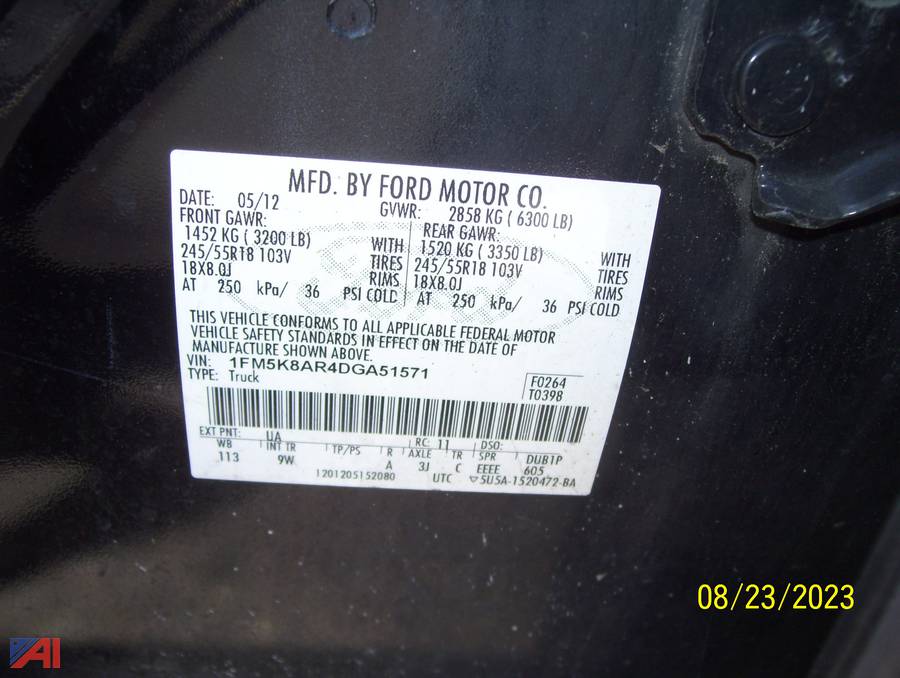 MFD. BY FORD MOTOR CO.
DATE: 05/12 GVWR: 2858 KG ( 6300 LB)
FRONT GAWR: REAR GAWR:
1452 KG ( 3200 LB) WITH 1520 KG ( 3350 LB) WITH
245/55R18 103V TIRES 245/55R18 103V TIRES
18X8.0J RIMS 18X8.0J RIMS
AT 250 kPa/ 36 PSI COLD AT 250 kPa/ 36 PSI COLD
THIS VEHICLE CONFORMS TO ALL APPLICABLE FEDERAL MOTOR
VEHICLE SAFETY STANDARDS IN EFFECT ON THE DATE OF
MANUFACTURE SHOWN ABOVE.
VIN: 1FM5K8AR4DGA51571
TYPE: Truck
F0264
T0398
EXT PNT: UA RC: 11 DSO:
WB INT TR TP/PS R AXLE TR SPR DUB1P
113 9W A 3J C EEEE 605
1201205152080 UTC ▽5U5A-1520472-BA
08/23/2023
AI